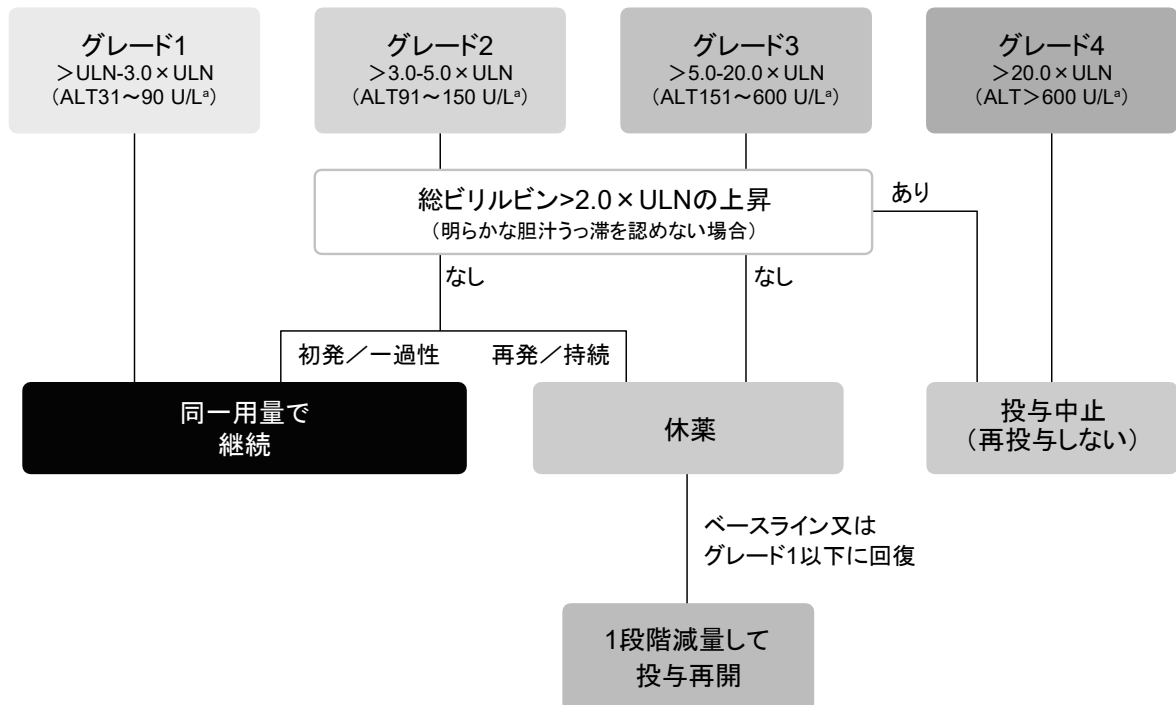 グレード1
＞ULN-3.0×ULN
（ALT31～90 U/Lª）
グレード2
＞3.0-5.0×ULN
（ALT91～150 U/Lª）
グレード3
＞5.0-20.0×ULN
（ALT151～600 U/Lª）
グレード4
＞20.0×ULN
（ALT＞600 U/Lª）
総ビリルビン>2.0×ULNの上昇
（明らかな胆汁うっ滞を認めない場合）
あり
なし
なし
初発／一過性
再発／持続
同一用量で
継続
休薬
投与中止
（再投与しない）
ベースライン又は
グレード1以下に回復
1段階減量して
投与再開